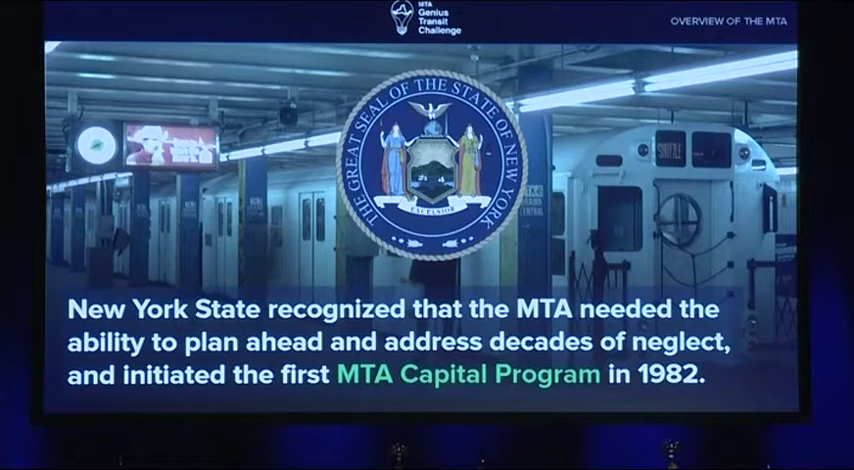 MTA
Genius
Transit
Challenge
OVERVIEW OF THE MTA
THE GREAT SEAL OF THE STATE OF NEW YORK
EXCELSIOR
SHUTTLE
New York State recognized that the MTA needed the
ability to plan ahead and address decades of neglect,
and initiated the first MTA Capital Program in 1982.